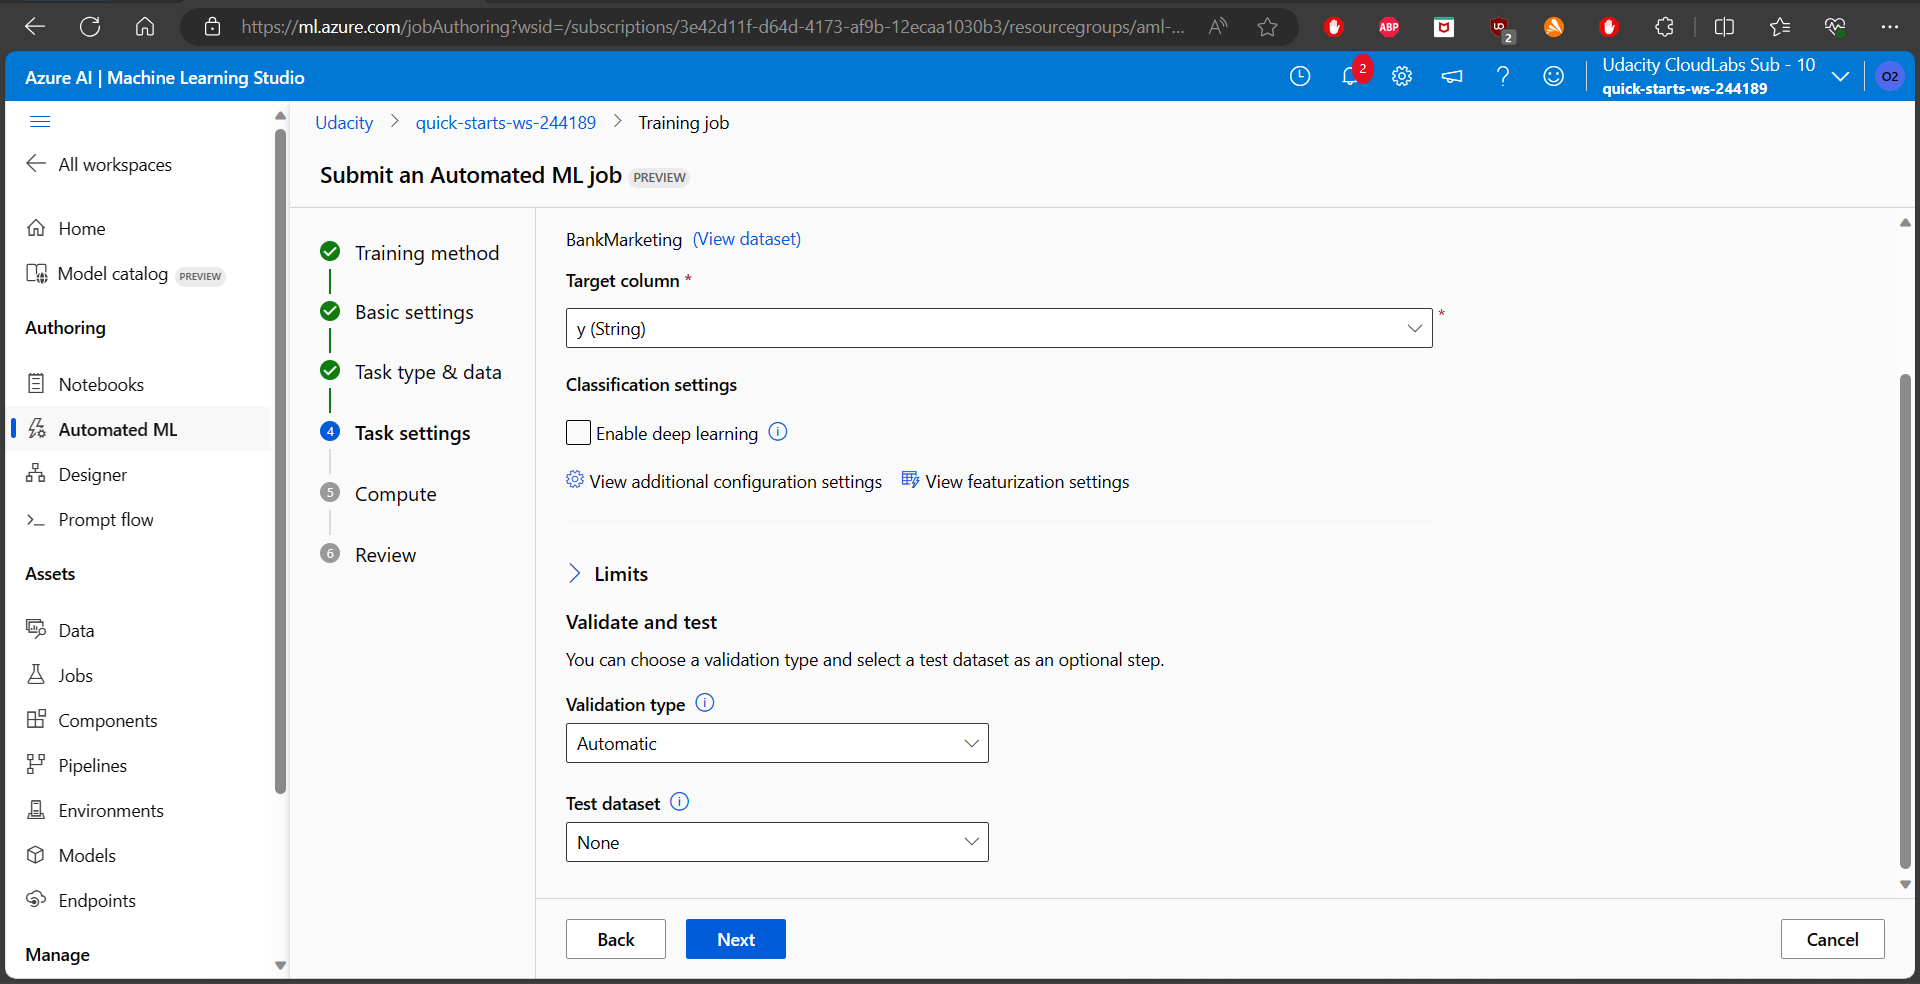 https://ml.azure.com/jobAuthoring?wsid=/subscriptions/3e42d11f-d64d-4173-af9b-12ecaa1030b3/resourcegroups/aml-...
ABP
2
Azure AI | Machine Learning Studio
2
Udacity CloudLabs Sub - 10
quick-starts-ws-244189
O2
All workspaces
Home
Model catalog PREVIEW
Authoring
Notebooks
Automated ML
Designer
Prompt flow
Assets
Data
Jobs
Components
Pipelines
Environments
Models
Endpoints
Manage
Udacity > quick-starts-ws-244189 > Training job
Submit an Automated ML job PREVIEW
Training method
Basic settings
Task type & data
4 Task settings
5 Compute
6 Review
BankMarketing (View dataset)
Target column *
y (String) *
Classification settings
Enable deep learning
View additional configuration settings View featurization settings
Limits
Validate and test
You can choose a validation type and select a test dataset as an optional step.
Validation type
Automatic
Test dataset
None
Back Next Cancel